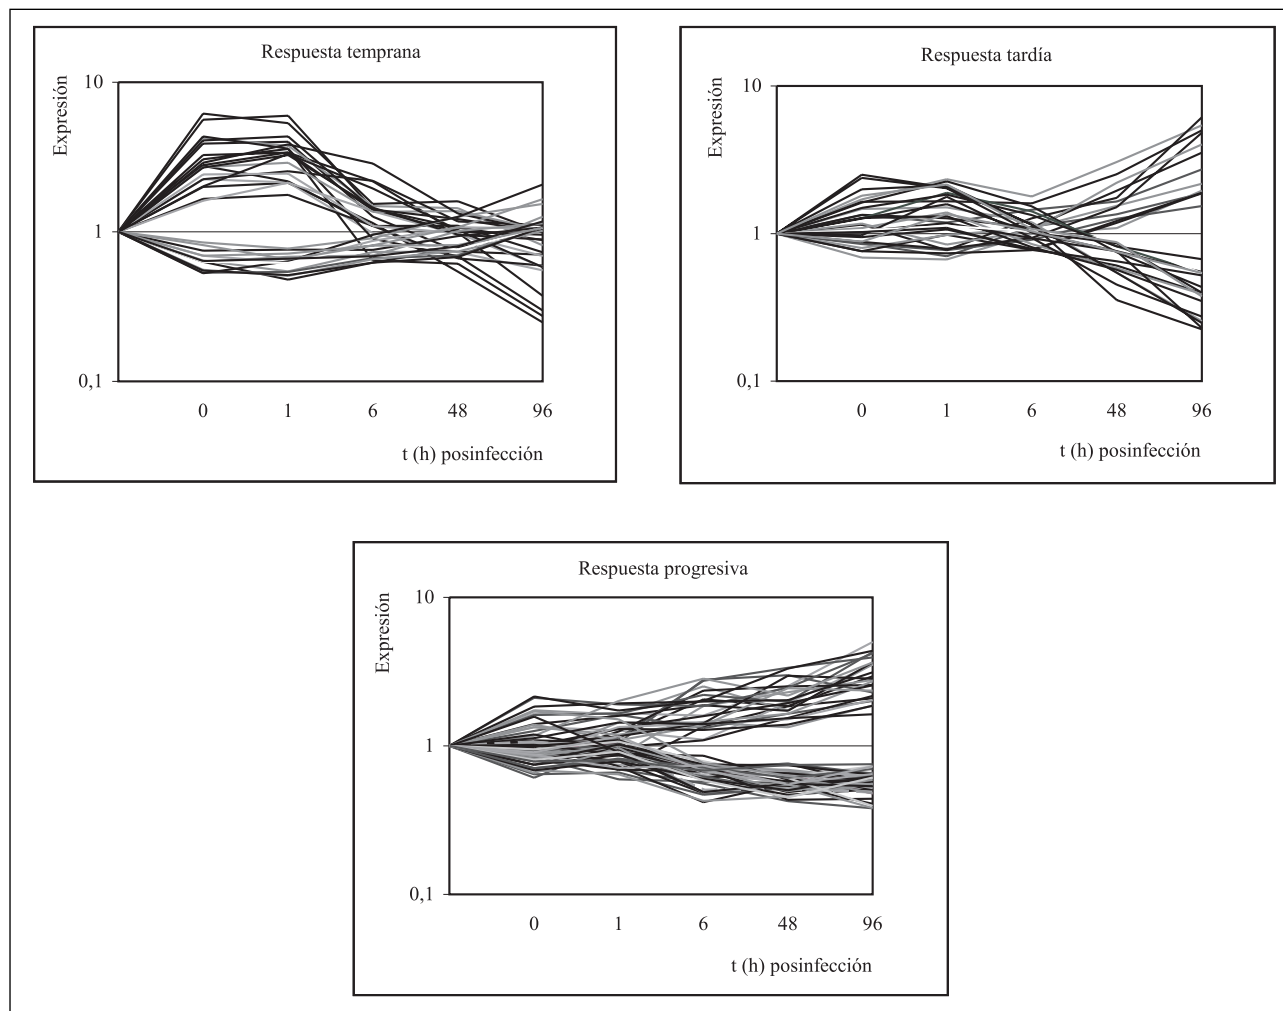 Respuesta temprana
Expresión
10
1
0,1
0 1 6 48 96
t (h) posinfección
Respuesta tardía
Expresión
10
1
0,1
0 1 6 48 96
t (h) posinfección
Respuesta progresiva
Expresión
10
1
0,1
0 1 6 48 96
t (h) posinfección